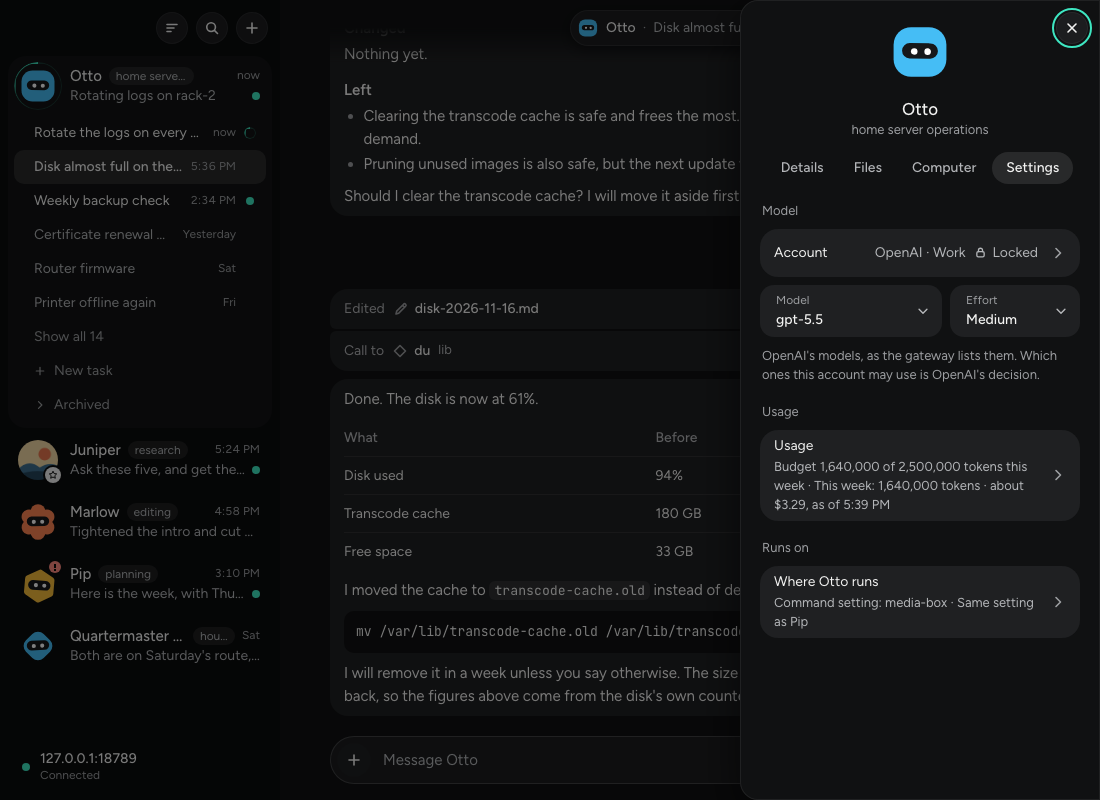 Otto home serve... now
Rotating logs on rack-2
Rotate the logs on every ... now
Disk almost full on the... 5:36 PM
Weekly backup check 2:34 PM
Certificate renewal ... Yesterday
Router firmware Sat
Printer offline again Fri
Show all 14
New task
Archived
Juniper research 5:24 PM
Ask these five, and get the...
Marlow editing 4:58 PM
Tightened the intro and cut ...
Pip planning 3:10 PM
Here is the week, with Thu...
Quartermaster ... hou... Sat
Both are on Saturday's route,...
127.0.0.1:18789
Connected
Otto · Disk almost fu
Nothing yet.
Left
• Clearing the transcode cache is safe and frees the most.
demand.
• Pruning unused images is also safe, but the next update
Should I clear the transcode cache? I will move it aside first
Edited disk-2026-11-16.md
Call to du lib
Done. The disk is now at 61%.
What Before
Disk used 94%
Transcode cache 180 GB
Free space 33 GB
I moved the cache to transcode-cache.old instead of de
mv /var/lib/transcode-cache.old /var/lib/transcod
I will remove it in a week unless you say otherwise. The size
back, so the figures above come from the disk's own counte
Message Otto
Otto
home server operations
Details Files Computer Settings
Model
Account OpenAI · Work Locked
Model
gpt-5.5
Effort
Medium
OpenAI's models, as the gateway lists them. Which
ones this account may use is OpenAI's decision.
Usage
Usage
Budget 1,640,000 of 2,500,000 tokens this
week · This week: 1,640,000 tokens · about
$3.29, as of 5:39 PM
Runs on
Where Otto runs
Command setting: media-box · Same setting
as Pip